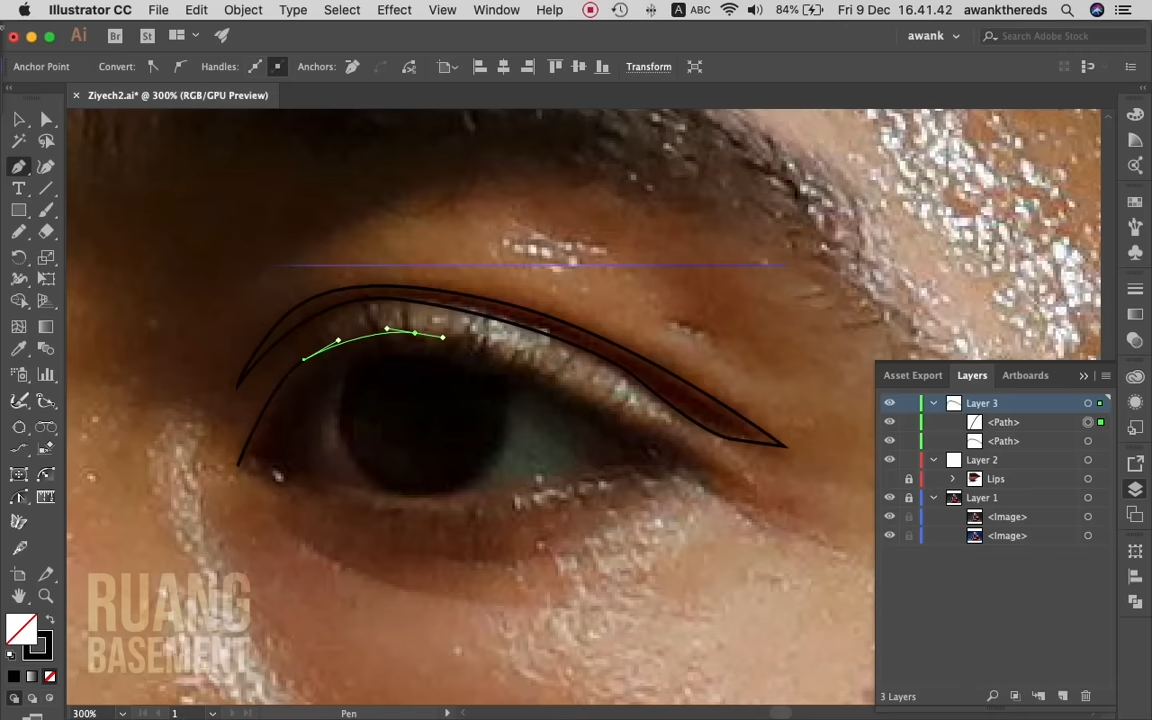 Illustrator CC File Edit Object Type Select Effect View Window Help A ABC 84% Fri 9 Dec 16.41.42 awankthereds
Ai Br St awank Search Adobe Stock
Anchor Point Convert: Handles: Anchors: Transform
Ziyech2.ai* @ 300% (RGB/GPU Preview)
Asset Export Layers Artboards
Layer 3
<Path>
<Path>
Layer 2
Lips
Layer 1
<Image>
<Image>
RUANG
BASEMENT
3 Layers
300% 1 Pen